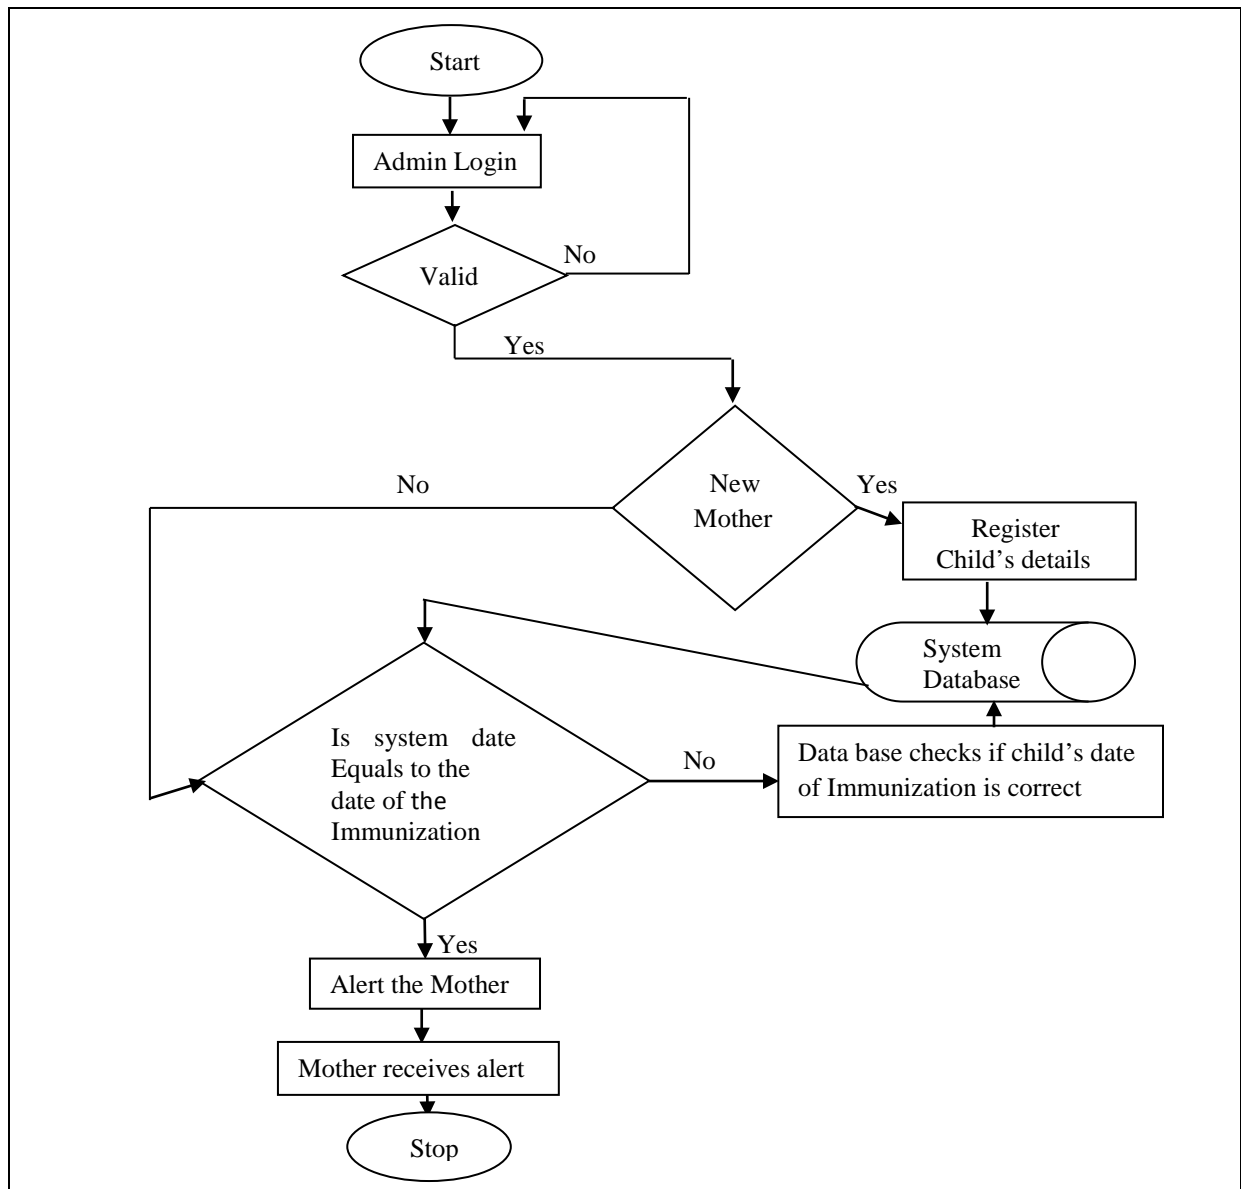 Start
Admin Login
Valid
No
Yes
No
New
Mother
Yes
Register
Child's details
System
Database
Is system date
Equals to the
date of the
Immunization
No
Data base checks if child's date
of Immunization is correct
Yes
Alert the Mother
Mother receives alert
Stop